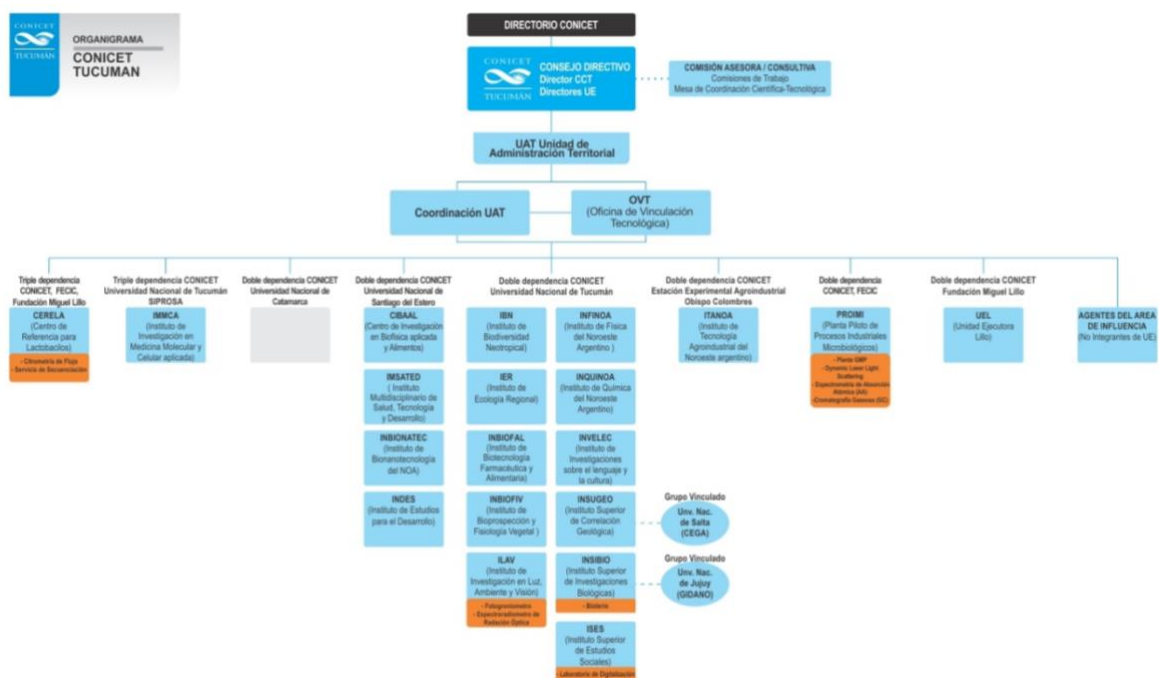 CONICET
TUCUMÁN
ORGANIGRAMA
CONICET
TUCUMAN
DIRECTORIO CONICET
CONICET
TUCUMÁN
CONSEJO DIRECTIVO
Director CCT
Directores UE
COMISIÓN ASESORA / CONSULTIVA
Comisiones de Trabajo
Mesa de Coordinación Científica-Tecnológica
UAT Unidad de
Administración Territorial
Coordinación UAT
OVT
(Oficina de Vinculación
Tecnológica)
Triple dependencia
CONICET, FECIC,
Fundación Miguel Lillo
CERELA
(Centro de
Referencia para
Lactobacilos)
- Citrometría de Flujo
- Servicio de Secuenciación
Triple dependencia CONICET
Universidad Nacional de Tucumán
SIPROSA
IMMCA
(Instituto de
Investigación en
Medicina Molecular y
Celular aplicada)
Doble dependencia CONICET
Universidad Nacional de
Catamarca
Doble dependencia CONICET
Universidad Nacional de
Santiago del Estero
CIBAAL
(Centro de Investigación
en Biofísica aplicada
y Alimentos)
IMSATED
( Instituto
Multidisciplinario de
Salud, Tecnología
y Desarrollo)
INBIONATEC
(Instituto de
Bionanotecnología
del NOA)
INDES
(Instituto de Estudios
para el Desarrollo)
Doble dependencia CONICET
Universidad Nacional de Tucumán
IBN
(Instituto de
Biodiversidad
Neotropical)
IER
(Instituto de
Ecología Regional)
INBIOFAL
(Instituto de
Biotecnología
Farmacéutica y
Alimentaria)
INBIOFIV
(Instituto de
Bioprospección y
Fisiología Vegetal )
ILAV
(Instituto de
Investigación en Luz,
Ambiente y Visión)
- Fotogoniometro
- Espectroradiometro de
Radiación Óptica
INFINOA
(Instituto de Física
del Noroeste
Argentino )
INQUINOA
(Instituto de Química
del Noroeste
Argentino)
INVELEC
(Instituto de
Investigaciones
sobre el lenguaje y
la cultura)
INSUGEO
(Instituto Superior
de Correlación
Geológica)
INSIBIO
(Instituto Superior
de Investigaciones
Biológicas)
- Bioterio
ISES
(Instituto Superior
de Estudios
Sociales)
- Laboratorio de Digitalización
Grupo Vinculado
Unv. Nac.
de Salta
(CEGA)
Grupo Vinculado
Unv. Nac.
de Jujuy
(GIDANO)
Doble dependencia CONICET
Estación Experimental Agroindustrial
Obispo Colombres
ITANOA
(Instituto de
Tecnología
Agroindustrial del
Noroeste argentino)
Doble dependencia
CONICET, FECIC
PROIMI
(Planta Piloto de
Procesos Industriales
Microbiológicos)
- Planta GMP
- Dynamic Laser Light
Scattering
- Espectrometría de Absorción
Atómica (AA)
-Cromatografía Gaseosa (GC)
Doble dependencia CONICET
Fundación Miguel Lillo
UEL
(Unidad Ejecutora
Lillo)
AGENTES DEL AREA
DE INFLUENCIA
(No Integrantes de UE)